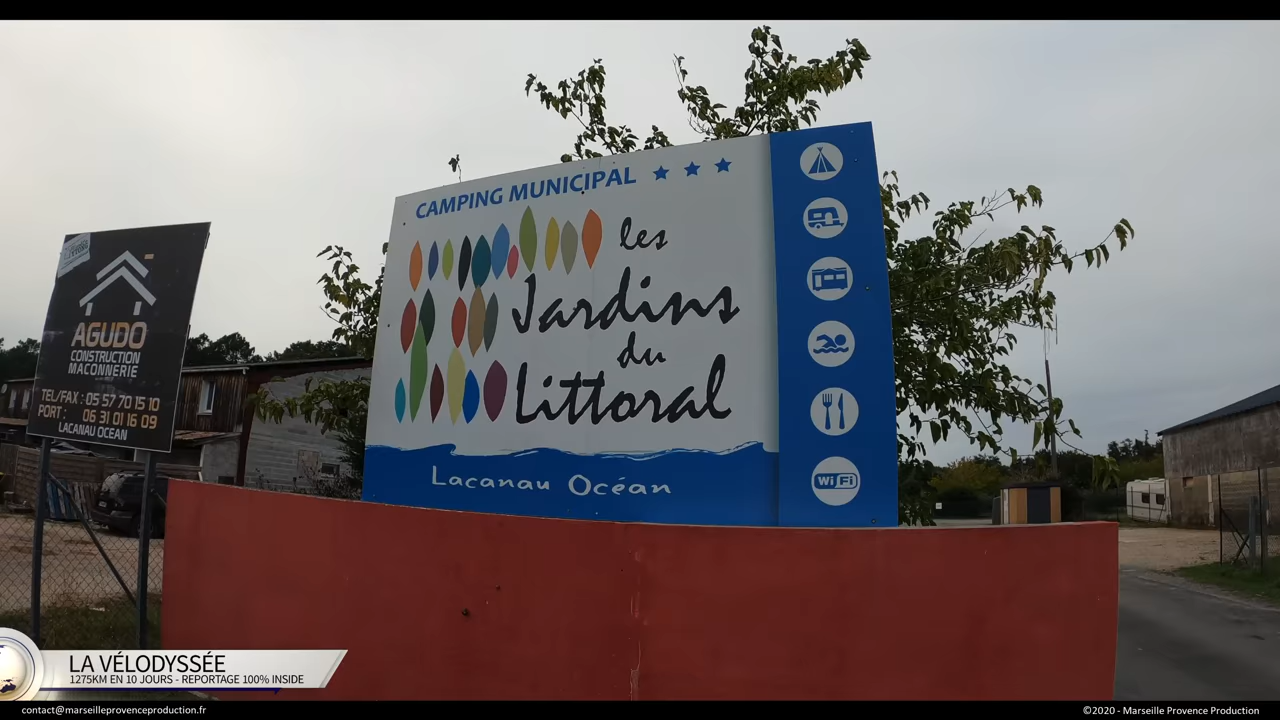 AGUDO
CONSTRUCTION
MACONNERIE
TEL/FAX : 05 57 70 15 10
PORT : 06 31 01 16 09
LACANAU OCEAN
CAMPING MUNICIPAL
les
Jardins
du
Littoral
Lacanau Océan
Wi Fi
LA VÉLODYSSÉE
1275KM EN 10 JOURS - REPORTAGE 100% INSIDE
contact@marseilleprovenceproduction.fr
©2020 - Marseille Provence Production